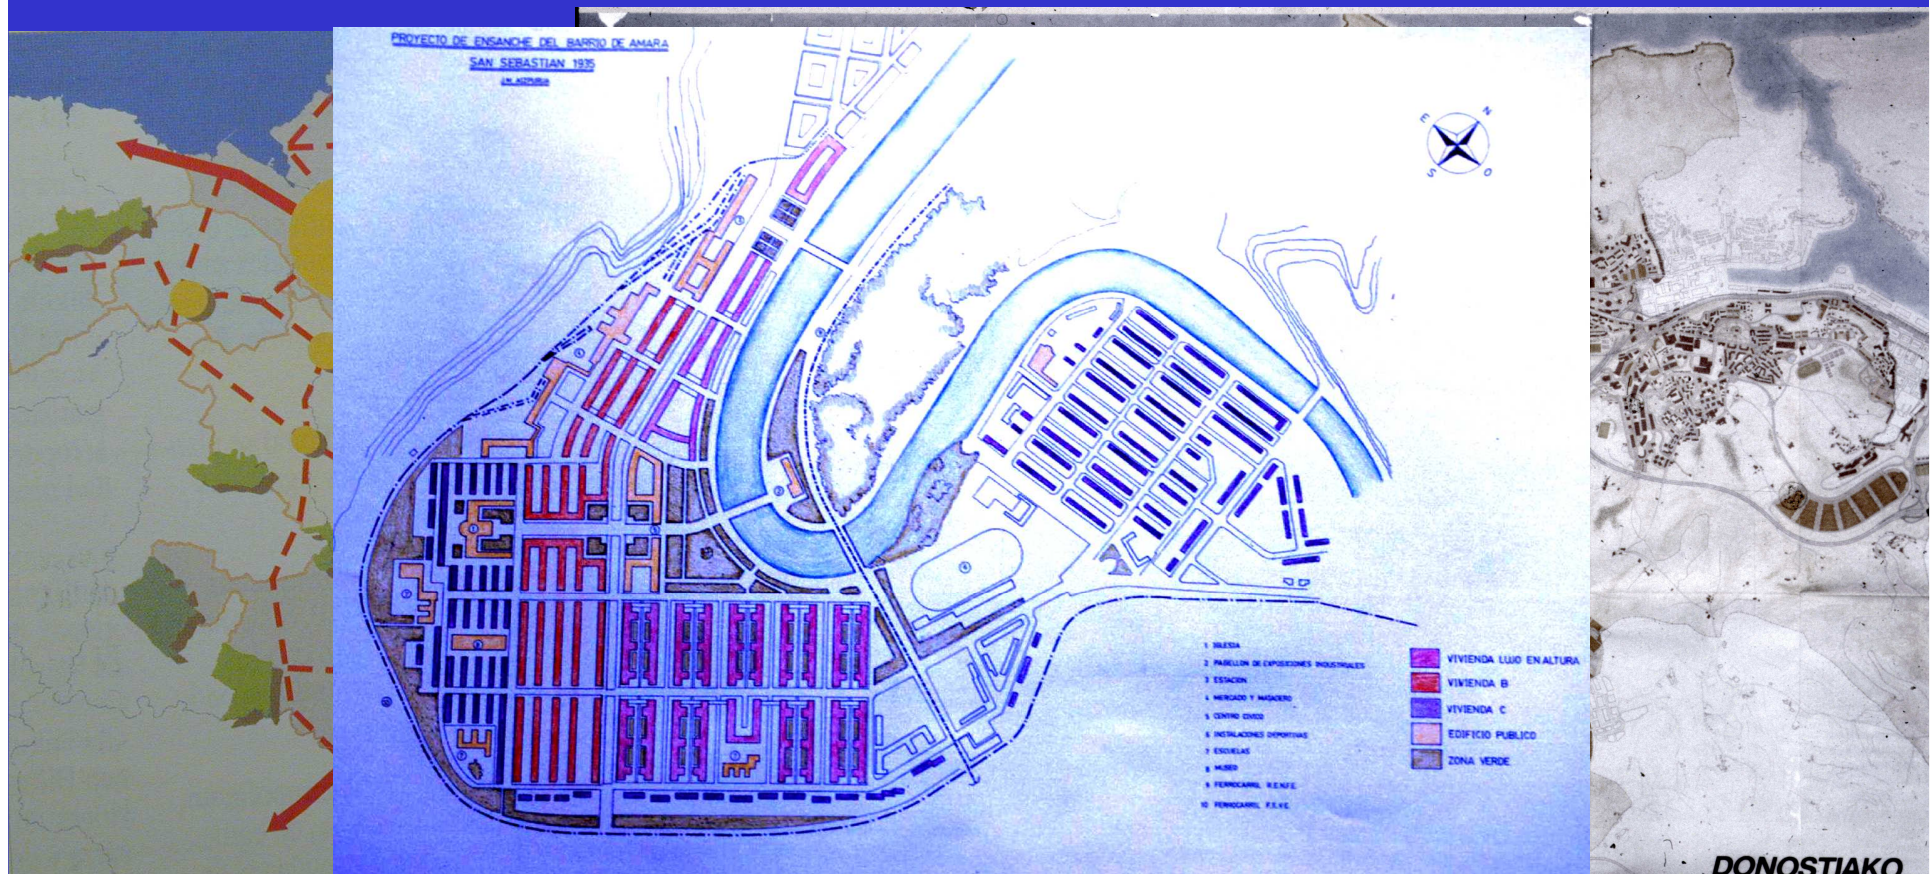 PROYECTO DE ENSANCHE DEL BARRIO DE AMARA
SAN SEBASTIAN 1935
J.M. AIZPURUA
N
E
S
O
1 IGLESIA
2 PABELLON DE EXPOSICIONES INDUSTRIALES
3 ESTACION
4 MERCADO Y MATADERO
5 CENTRO CIVICO
6 INSTALACIONES DEPORTIVAS
7 ESCUELAS
8 MUSEO
9 FERROCARRIL R.E.N.F.E.
10 FERROCARRIL F.E.V.E.
VIVIENDA LUJO EN ALTURA
VIVIENDA B
VIVIENDA C
EDIFICIO PUBLICO
ZONA VERDE
DONOSTIAKO